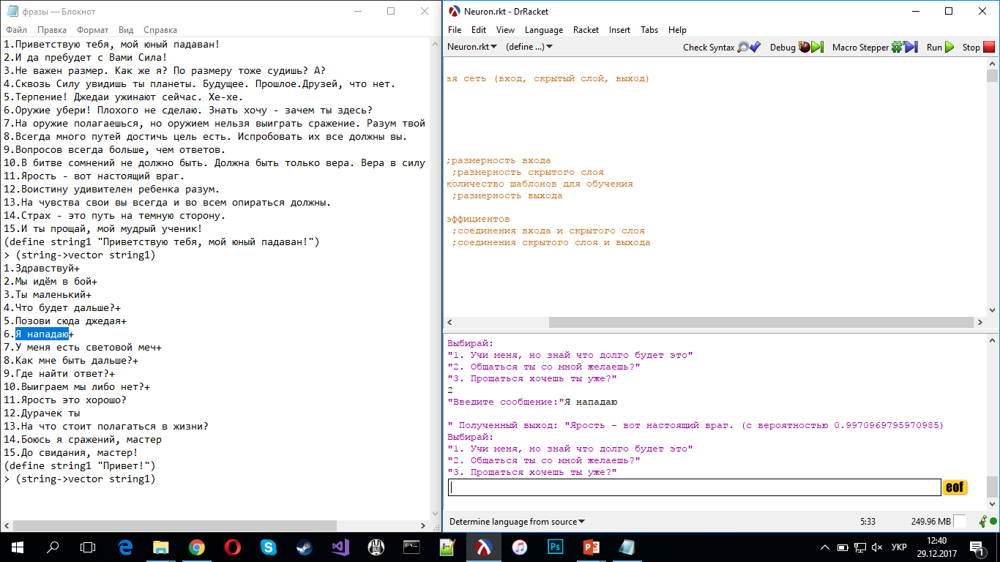 фразы — Блокнот
Файл Правка Формат Вид Справка
1.Приветствую тебя, мой юный падаван!
2.И да пребудет с Вами Сила!
3.Не важен размер. Как же я? По размеру тоже судишь? А?
4.Сквозь Силу увидишь ты планеты. Будущее. Прошлое.Друзей, что нет.
5.Терпение! Джедаи ужинают сейчас. Хе-хе.
6.Оружие убери! Плохого не сделаю. Знать хочу - зачем ты здесь?
7.На оружие полагаешься, но оружием нельзя выиграть сражение. Разум твой
8.Всегда много путей достичь цель есть. Испробовать их все должны вы.
9.Вопросов всегда больше, чем ответов.
10.В битве сомнений не должно быть. Должна быть только вера. Вера в силу
11.Ярость - вот настоящий враг.
12.Воистину удивителен ребенка разум.
13.На чувства свои вы всегда и во всем опираться должны.
14.Страх - это путь на темную сторону.
15.И ты прощай, мой мудрый ученик!
(define string1 "Приветствую тебя, мой юный падаван!")
> (string->vector string1)
1.Здравствуй+
2.Мы идём в бой+
3.Ты маленький+
4.Что будет дальше?+
5.Позови сюда джедая+
6.Я нападаю+
7.У меня есть световой меч+
8.Как мне быть дальше?+
9.Где найти ответ?+
10.Выиграем мы либо нет?+
11.Ярость это хорошо?
12.Дурачек ты
13.На что стоит полагаться в жизни?
14.Боюсь я сражений, мастер
15.До свидания, мастер!
(define string1 "Привет!")
> (string->vector string1)
Neuron.rkt - DrRacket
File Edit View Language Racket Insert Tabs Help
Neuron.rkt (define ...) Check Syntax Debug Macro Stepper Run Stop
ая сеть (вход, скрытый слой, выход)
;размерность входа
;размерность скрытого слоя
количество шаблонов для обучения
;размерность выхода
эффициентов
;соединения входа и скрытого слоя
;соединения скрытого слоя и выхода
Выбирай:
"1. Учи меня, но знай что долго будет это"
"2. Общаться ты со мной желаешь?"
"3. Прощаться хочешь ты уже?"
2
"Введите сообщение:"Я нападаю
" Полученный выход: "Ярость - вот настоящий враг. (с вероятностью 0.9970969795970985)
Выбирай:
"1. Учи меня, но знай что долго будет это"
"2. Общаться ты со мной желаешь?"
"3. Прощаться хочешь ты уже?"
eof
Determine language from source 5:33 249.96 MB
УКР 12:40
29.12.2017